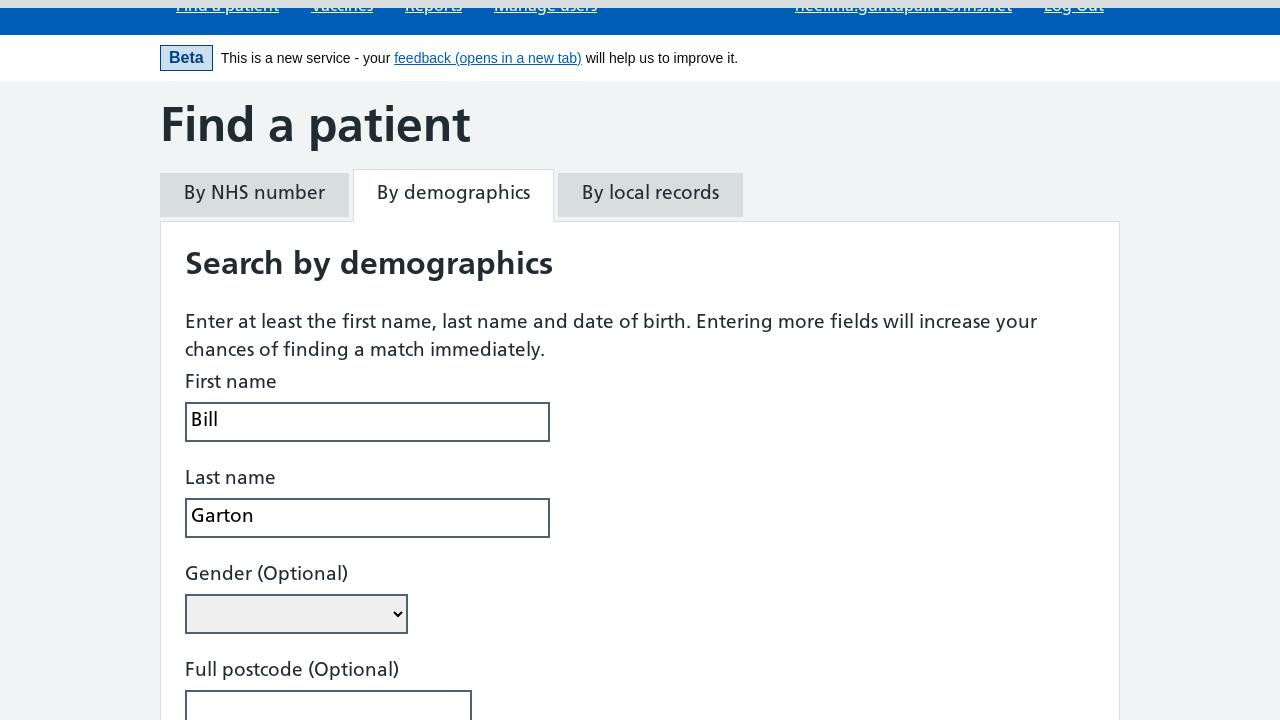 Find a patient Vaccines Reports Manage users Log Out
Beta This is a new service - your feedback (opens in a new tab) will help us to improve it.
Find a patient
By NHS number By demographics By local records
Search by demographics
Enter at least the first name, last name and date of birth. Entering more fields will increase your
chances of finding a match immediately.
First name
Bill
Last name
Garton
Gender (Optional)
Full postcode (Optional)